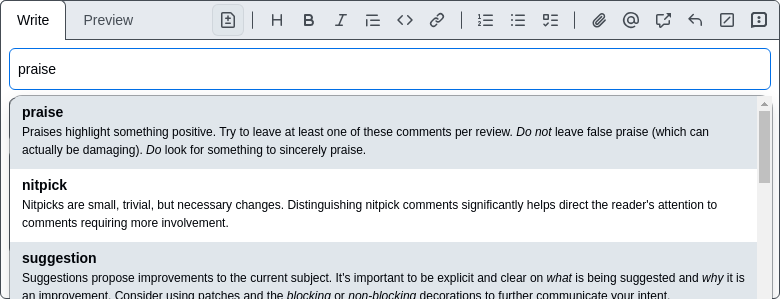 Write Preview
praise
praise
Praises highlight something positive. Try to leave at least one of these comments per review. Do not leave false praise (which can
actually be damaging). Do look for something to sincerely praise.
nitpick
Nitpicks are small, trivial, but necessary changes. Distinguishing nitpick comments significantly helps direct the reader's attention to
comments requiring more involvement.
suggestion
Suggestions propose improvements to the current subject. It's important to be explicit and clear on what is being suggested and why it is
an improvement. Consider using patches and the blocking or non-blocking decorations to further communicate your intent.